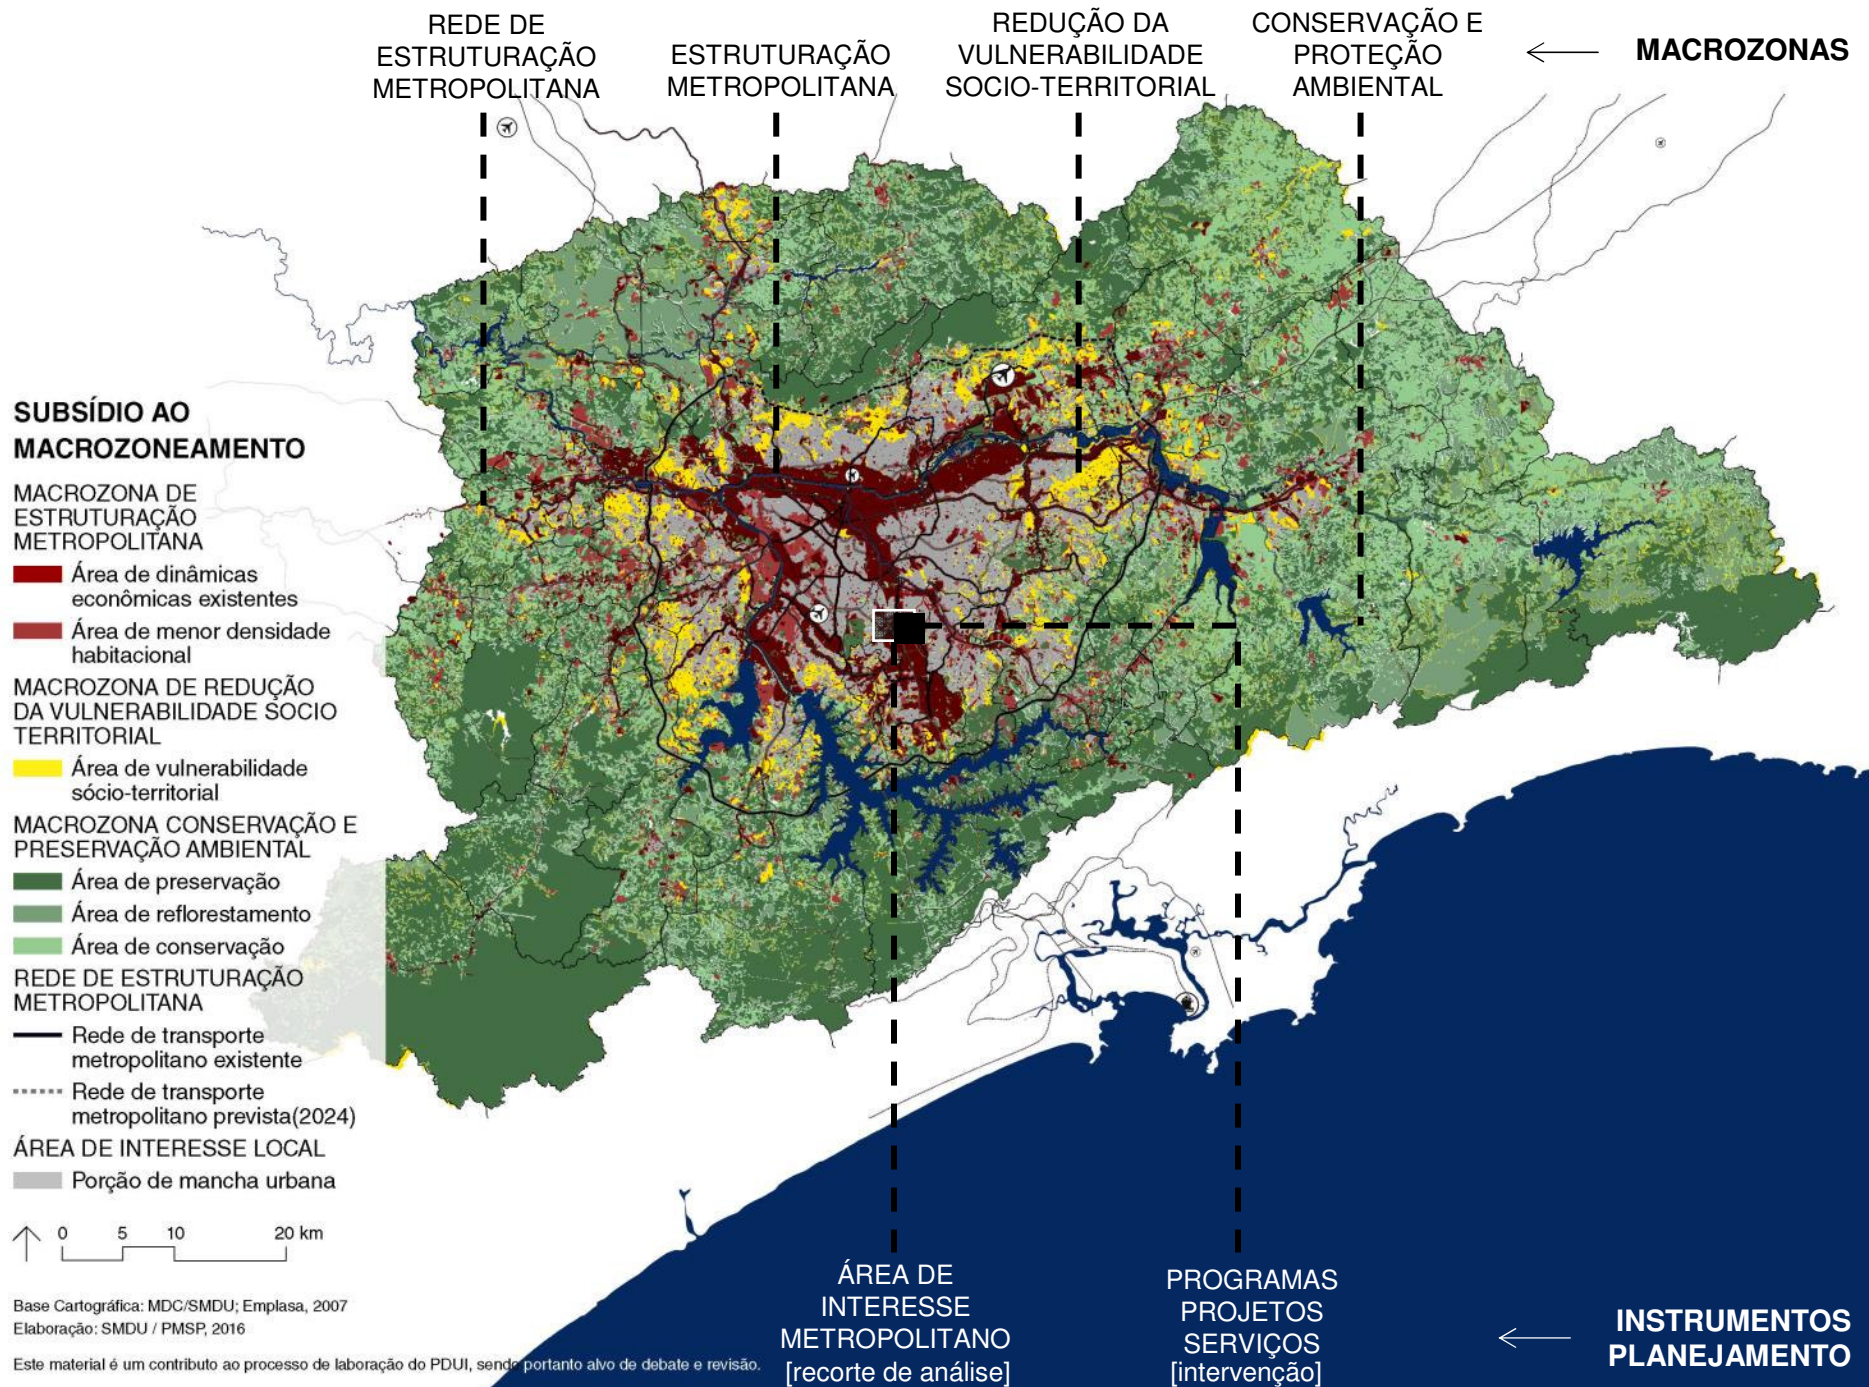 REDE DE
ESTRUTURAÇÃO
METROPOLITANA
ESTRUTURAÇÃO
METROPOLITANA
REDUÇÃO DA
VULNERABILIDADE
SOCIO-TERRITORIAL
CONSERVAÇÃO E
PROTEÇÃO
AMBIENTAL
MACROZONAS
SUBSÍDIO AO
MACROZONEAMENTO
MACROZONA DE
ESTRUTURAÇÃO
METROPOLITANA
Área de dinâmicas
econômicas existentes
Área de menor densidade
habitacional
MACROZONA DE REDUÇÃO
DA VULNERABILIDADE SOCIO
TERRITORIAL
Área de vulnerabilidade
sócio-territorial
MACROZONA CONSERVAÇÃO E
PRESERVAÇÃO AMBIENTAL
Área de preservação
Área de reflorestamento
Área de conservação
REDE DE ESTRUTURAÇÃO
METROPOLITANA
Rede de transporte
metropolitano existente
Rede de transporte
metropolitano prevista(2024)
ÁREA DE INTERESSE LOCAL
Porção de mancha urbana
0 5 10 20 km
Base Cartográfica: MDC/SMDU; Emplasa, 2007
Elaboração: SMDU / PMSP, 2016
Este material é um contributo ao processo de laboração do PDUI, sendo portanto alvo de debate e revisão.
ÁREA DE
INTERESSE
METROPOLITANO
[recorte de análise]
PROGRAMAS
PROJETOS
SERVIÇOS
[intervenção]
INSTRUMENTOS
PLANEJAMENTO